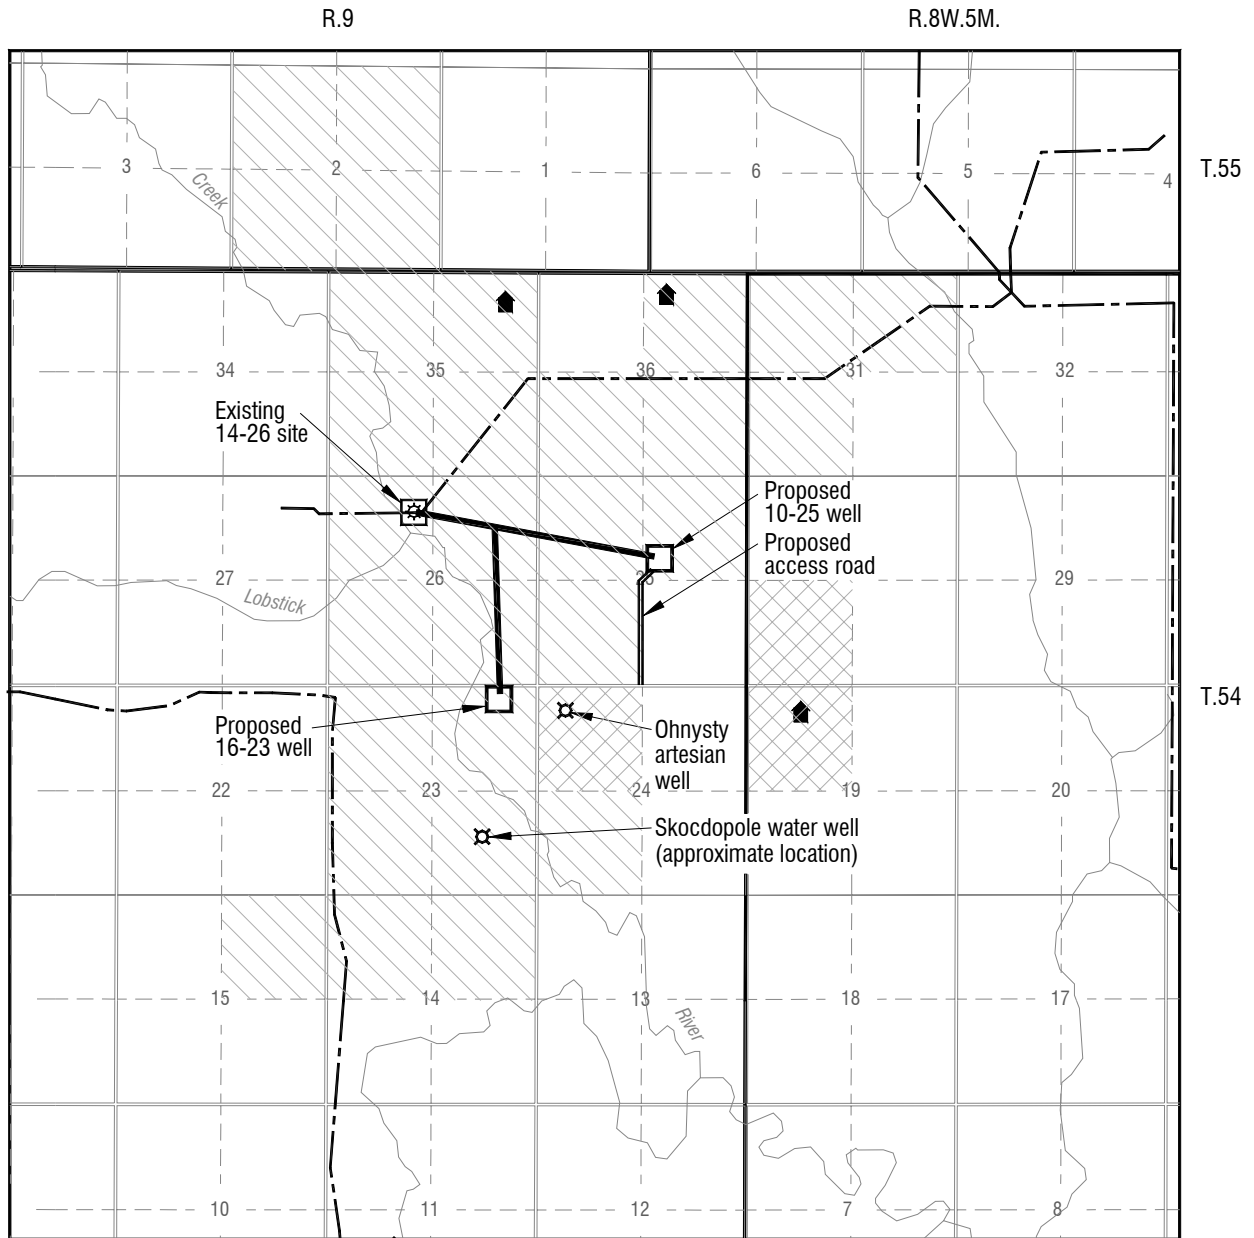 R.9
R.8W.5M.
T.55
3
2
1
6
5
4
Creek
34
35
36
31
32
Existing
14-26 site
Proposed
10-25 well
Proposed
access road
27
26
25
29
Lobstick
T.54
Proposed
16-23 well
Ohnysty
artesian
well
22
23
24
19
20
Skocdopole water well
(approximate location)
15
14
13
18
17
River
10
11
12
7
8